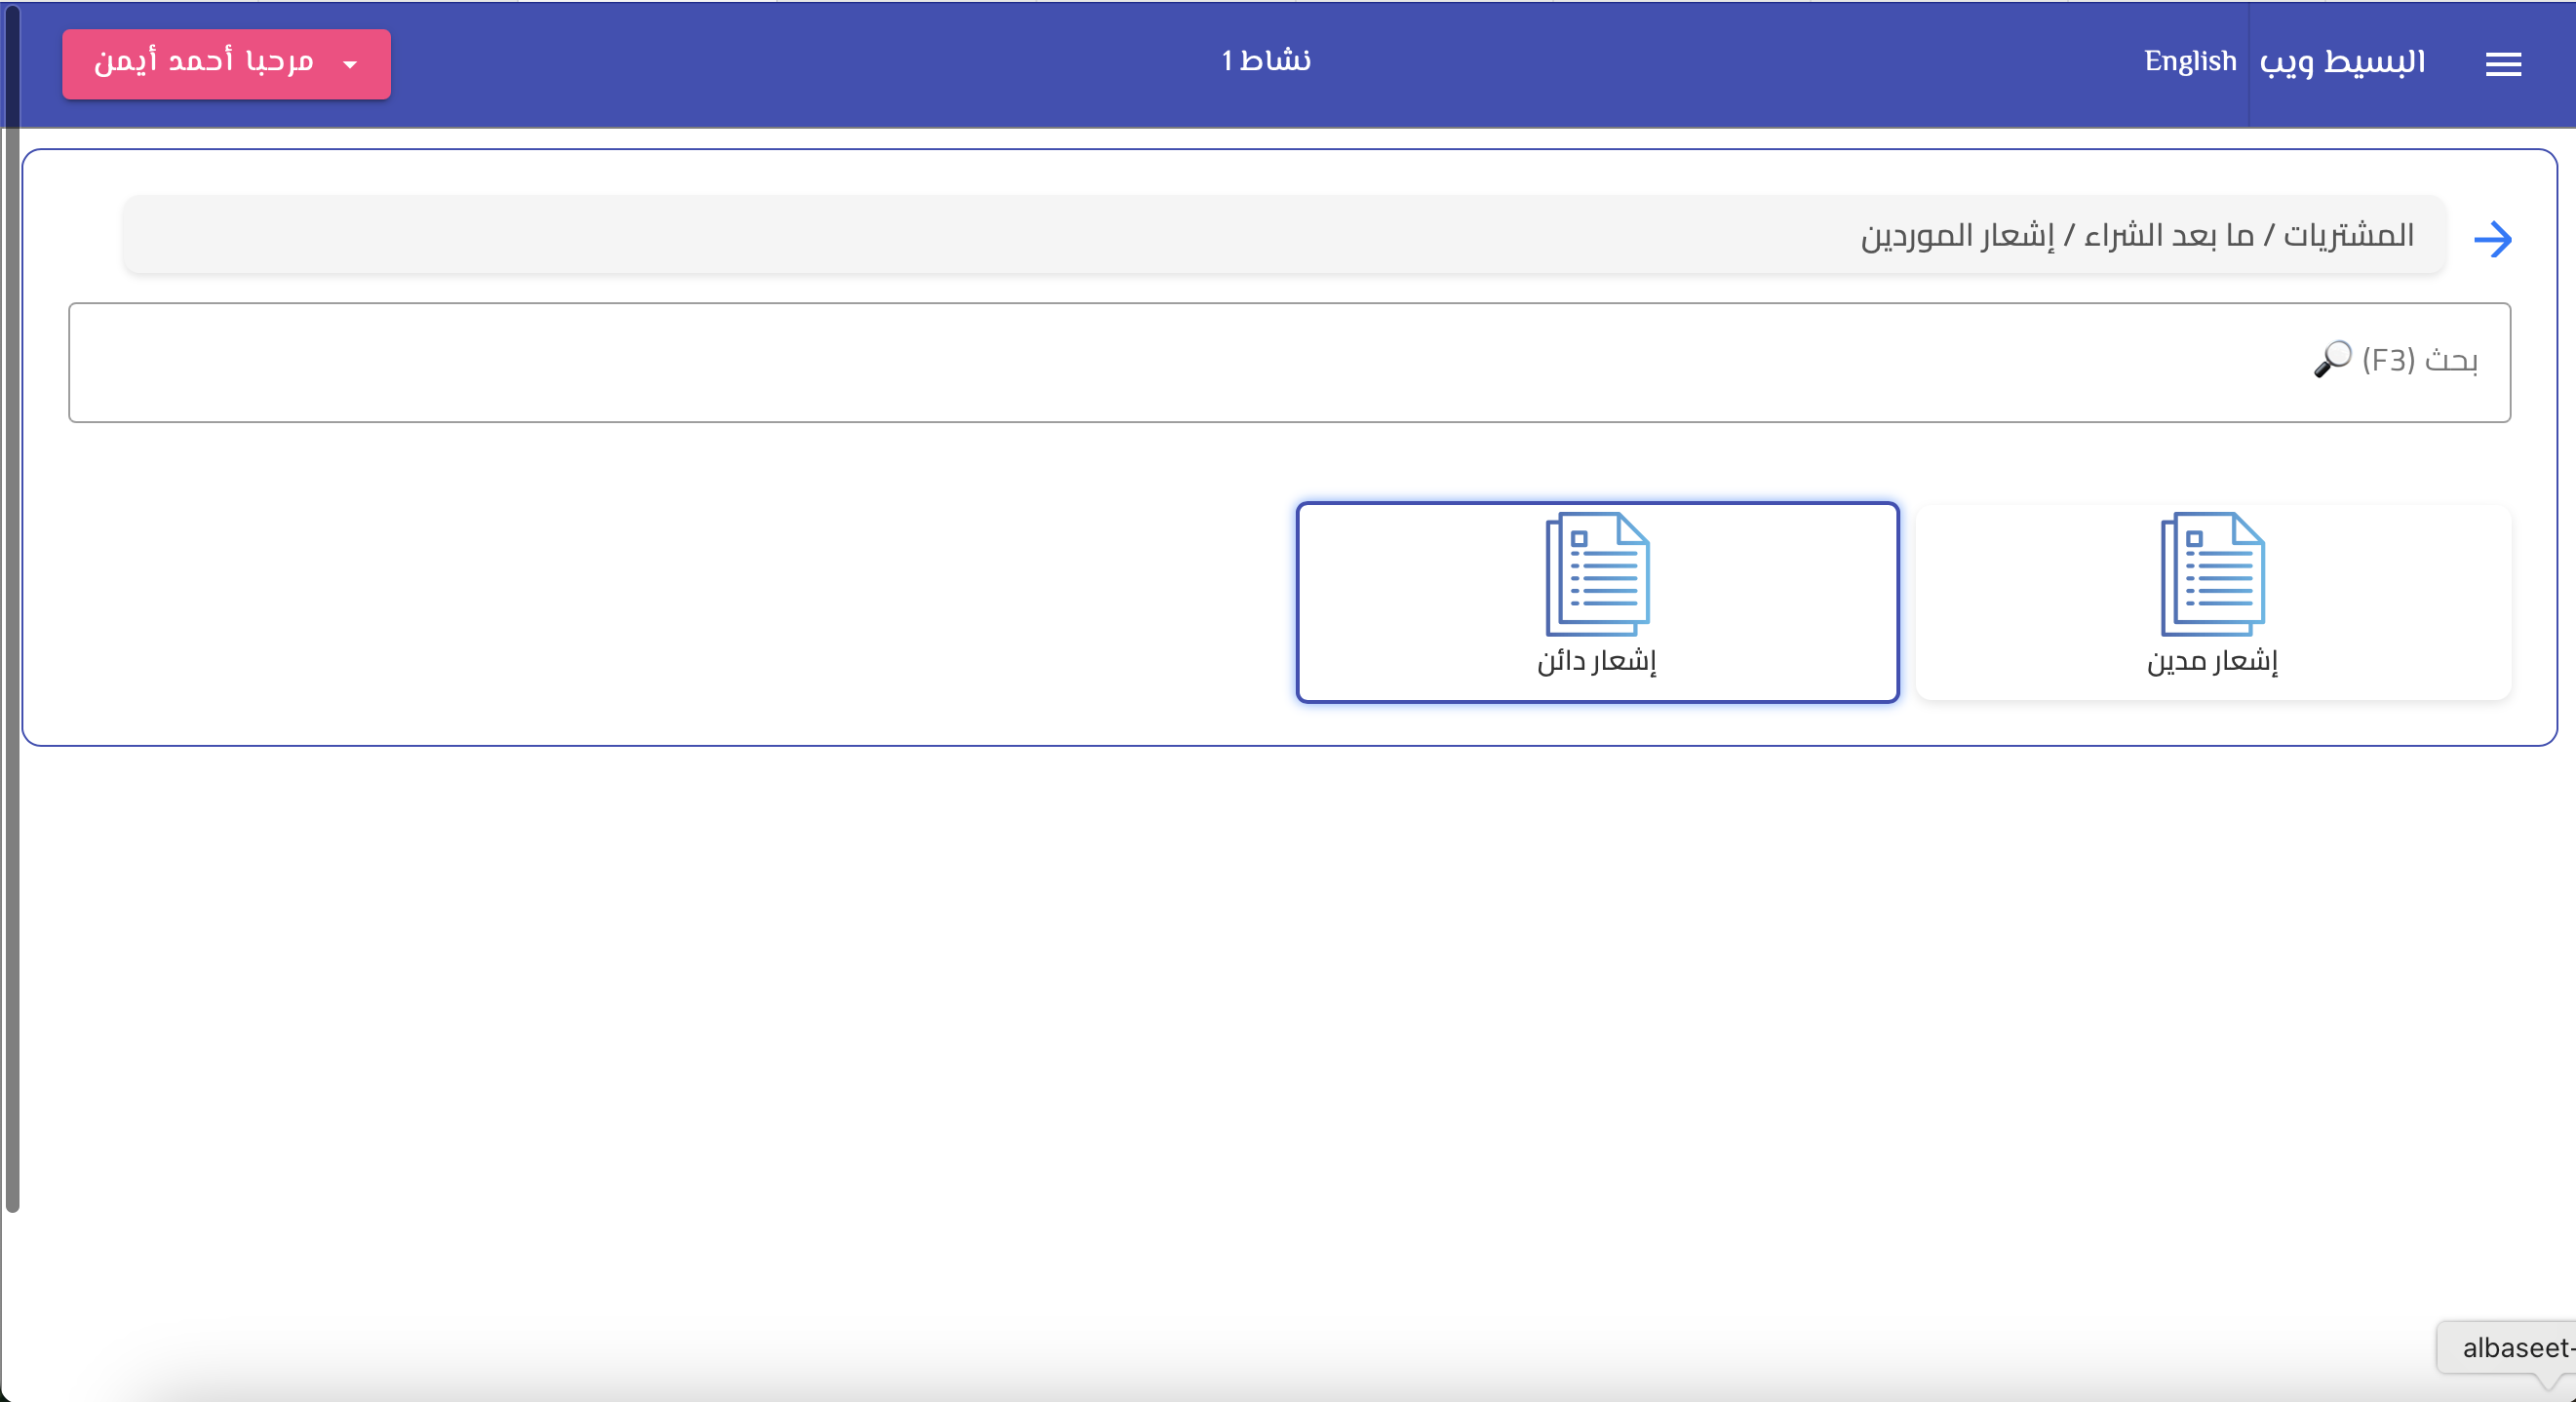 البسيط ويب
English
نشاط 1
مرحبا أحمد أيمن
المشتريات / ما بعد الشراء / إشعار الموردين
بحث (F3) 🔎
إشعار مدين
إشعار دائن
albaseet-